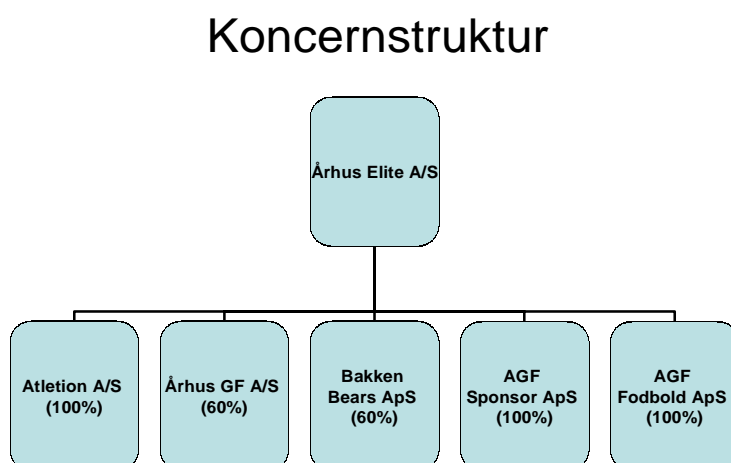 Koncernstruktur
Århus Elite A/S
Atletion A/S
(100%)
Århus GF A/S
(60%)
Bakken
Bears ApS
(60%)
AGF
Sponsor ApS
(100%)
AGF
Fodbold ApS
(100%)